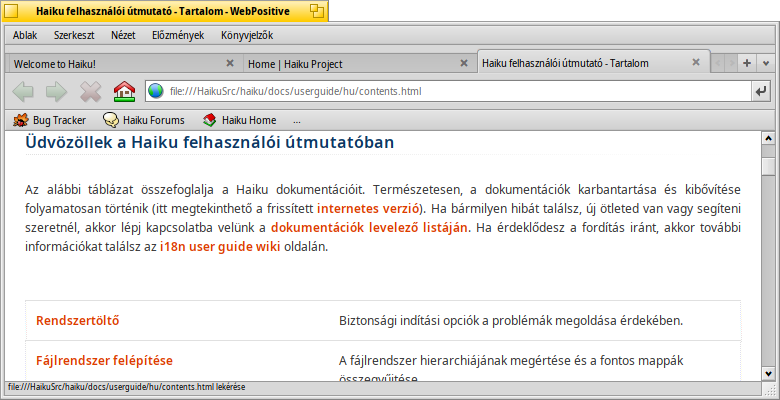 Haiku felhasználói útmutató - Tartalom - WebPositive
Ablak Szerkeszt Nézet Előzmények Könyvjelzők
Welcome to Haiku! Home | Haiku Project Haiku felhasználói útmutató - Tartalom
file:///HaikuSrc/haiku/docs/userguide/hu/contents.html
Bug Tracker Haiku Forums Haiku Home ...
Üdvözöllek a Haiku felhasználói útmutatóban
Az alábbi táblázat összefoglalja a Haiku dokumentációit. Természetesen, a dokumentációk karbantartása és kibővítése
folyamatosan történik (itt megtekinthető a frissített internetes verzió). Ha bármilyen hibát találsz, új ötleted van vagy segíteni
szeretnél, akkor lépj kapcsolatba velünk a dokumentációk levelező listáján. Ha érdeklődesz a fordítás iránt, akkor további
információkat találsz az i18n user guide wiki oldalán.
Rendszertöltő Biztonsági indítási opciók a problémák megoldása érdekében.
Fájlrendszer felépítése A fájlrendszer hierarchiájának megértése és a fontos mappák
összegyűjtése
file:///HaikuSrc/haiku/docs/userguide/hu/contents.html lekérése